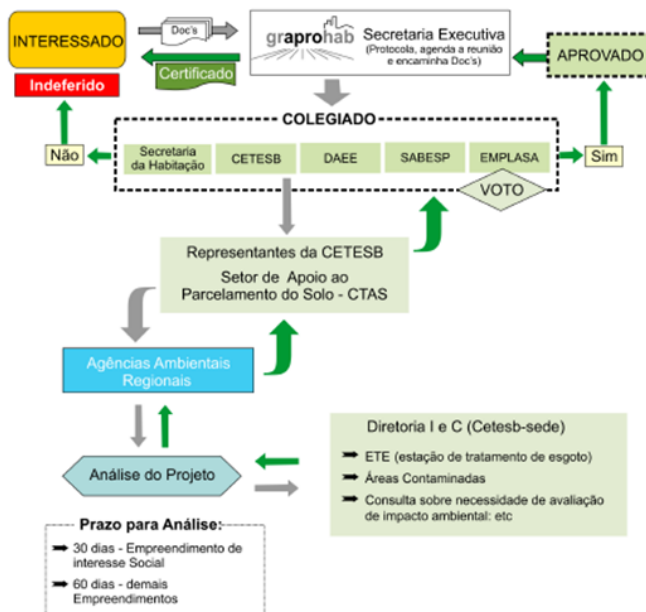 INTERESSADO
Doc's
Certificado
graprohab
Secretaria Executiva
(Protocola, agenda a reunião
e encaminha Doc's)
APROVADO
Indeferido
COLEGIADO
Não
Secretaria
da Habitação
CETESB
DAEE
SABESP
EMPLASA
Sim
VOTO
Representantes da CETESB
Setor de Apoio ao
Parcelamento do Solo - CTAS
Agências Ambientais
Regionais
Análise do Projeto
Diretoria I e C (Cetesb-sede)
ETE (estação de tratamento de esgoto)
Áreas Contaminadas
Consulta sobre necessidade de avaliação
de impacto ambiental: etc
Prazo para Análise:
30 dias - Empreendimento de
interesse Social
60 dias - demais
Empreendimentos